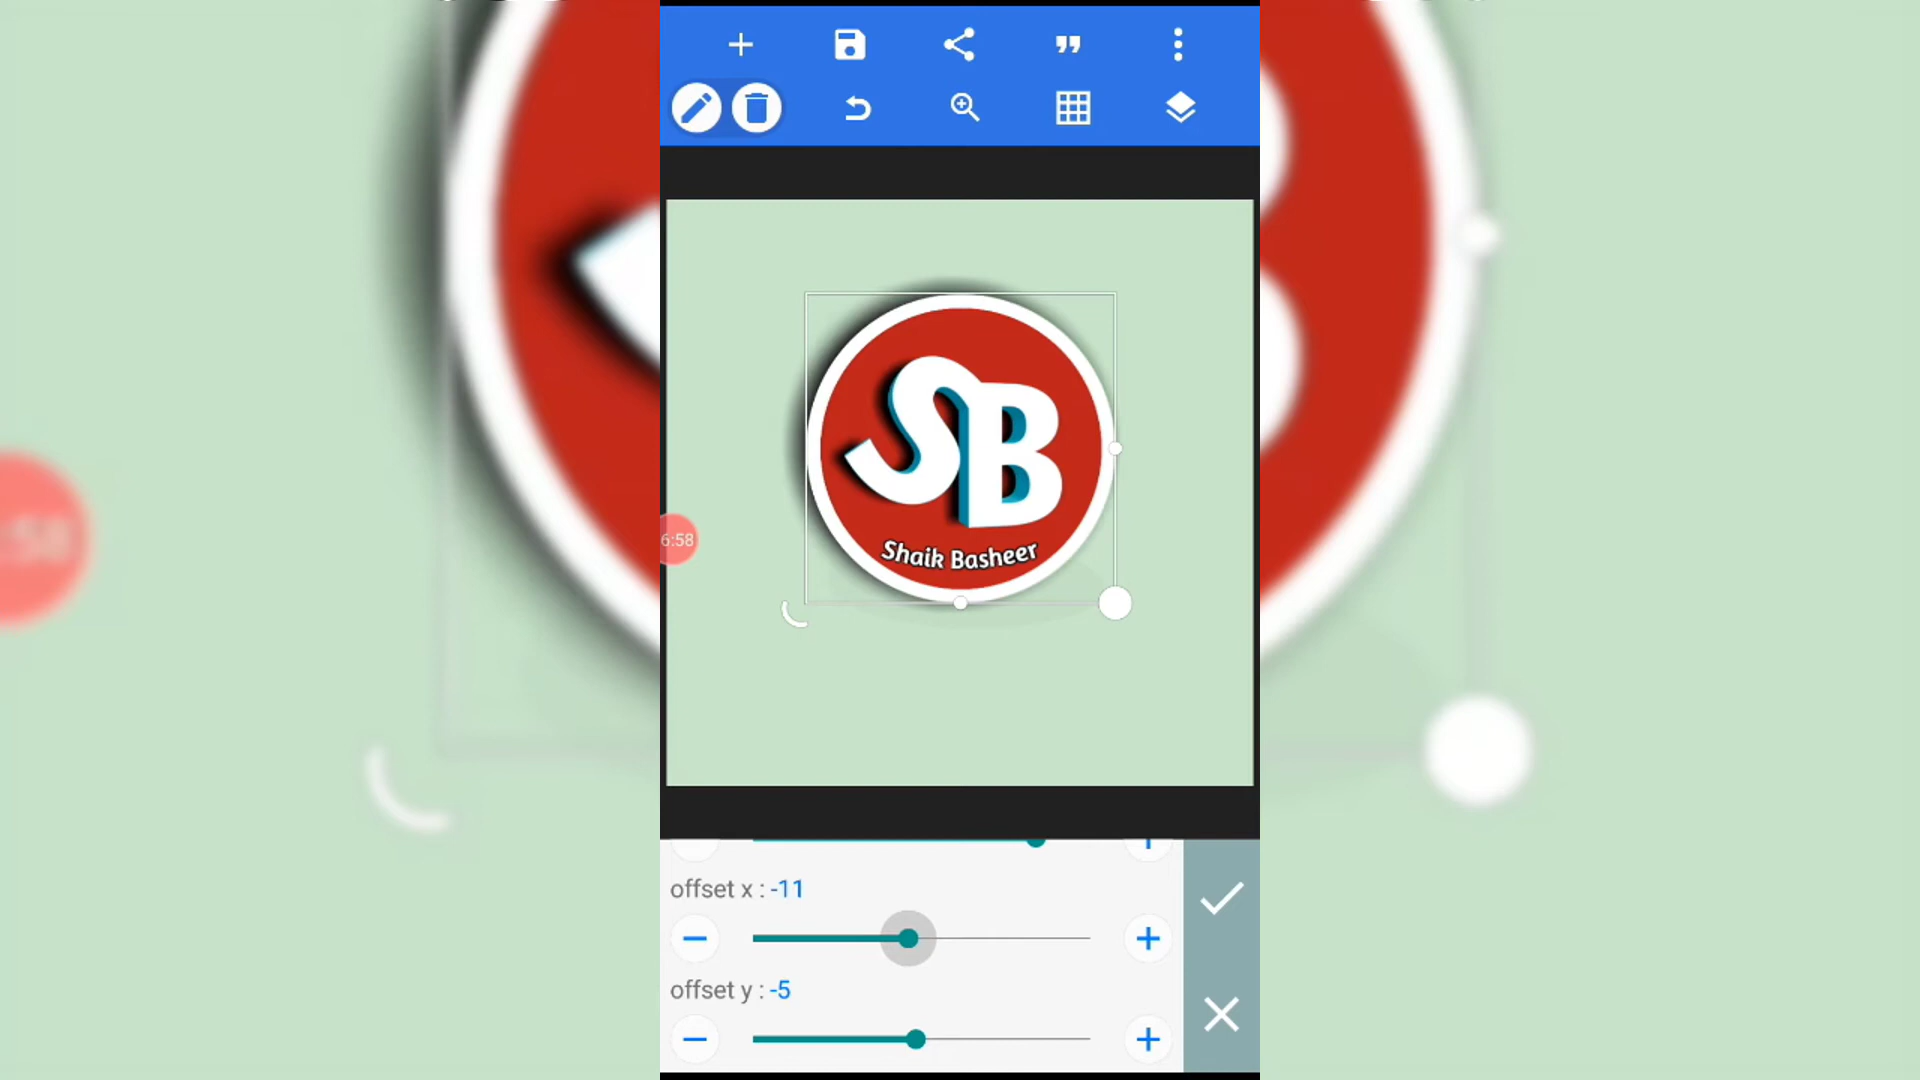 SB
Shaik Basheer
6:58
offset x : -11
offset y : -5